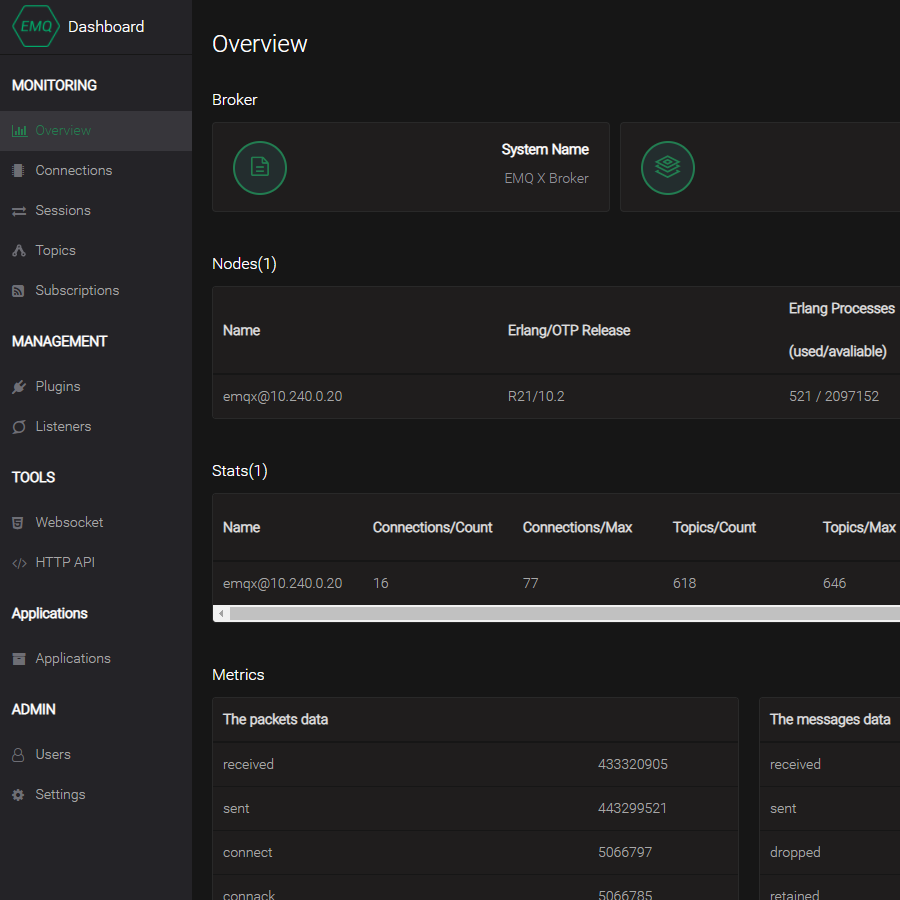 EMQ Dashboard
MONITORING
Overview
Connections
Sessions
Topics
Subscriptions
MANAGEMENT
Plugins
Listeners
TOOLS
Websocket
HTTP API
Applications
Applications
ADMIN
Users
Settings
Overview
Broker
System Name
EMQ X Broker
Nodes(1)
Name Erlang/OTP Release Erlang Processes
(used/avaliable)
emqx@10.240.0.20 R21/10.2 521 / 2097152
Stats(1)
Name Connections/Count Connections/Max Topics/Count Topics/Max
emqx@10.240.0.20 16 77 618 646
Metrics
The packets data
received 433320905
sent 443299521
connect 5066797
connack 5066785
The messages data
received
sent
dropped
retained